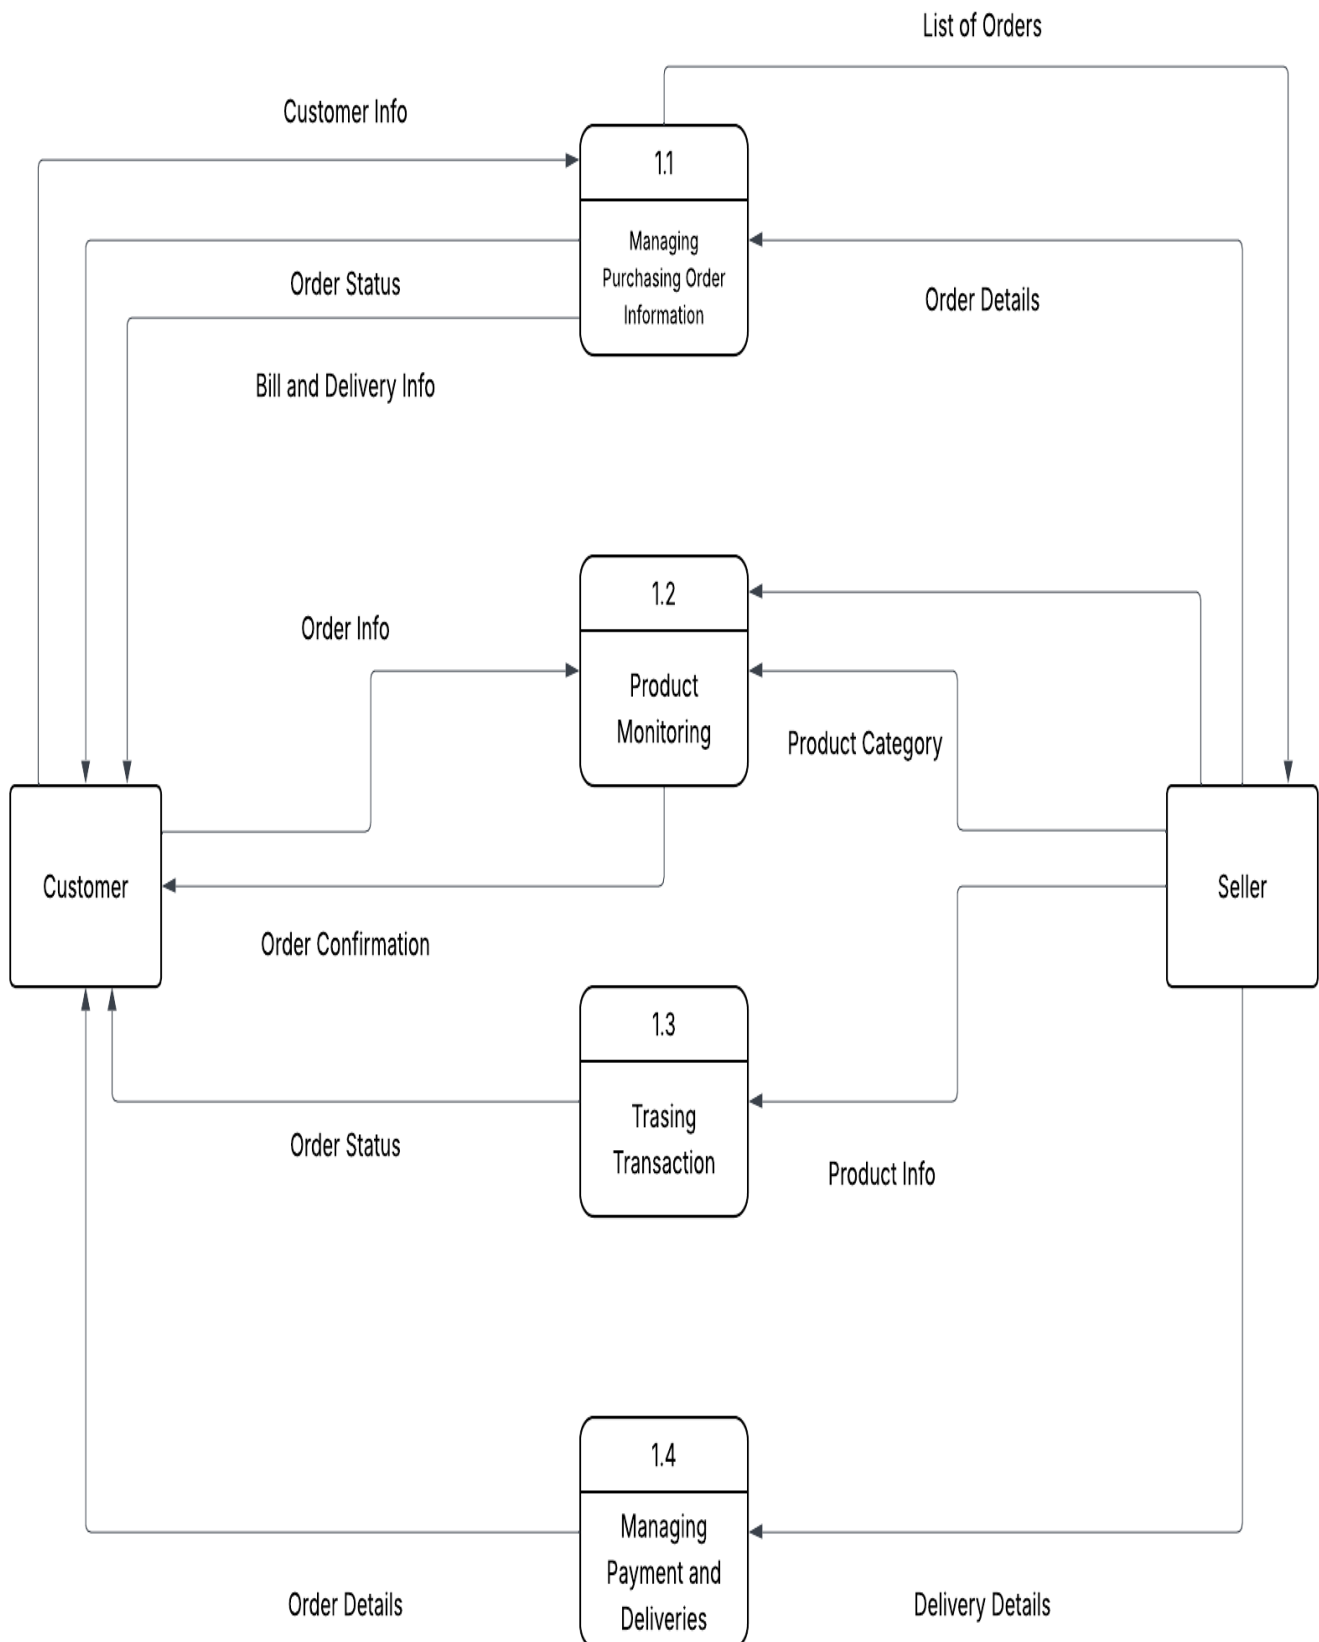 List of Orders
Customer Info
1.1
Managing
Purchasing Order
Information
Order Status
Order Details
Bill and Delivery Info
1.2
Order Info
Product
Monitoring
Product Category
Customer
Seller
Order Confirmation
1.3
Trasing
Transaction
Order Status
Product Info
1.4
Managing
Payment and
Deliveries
Order Details
Delivery Details